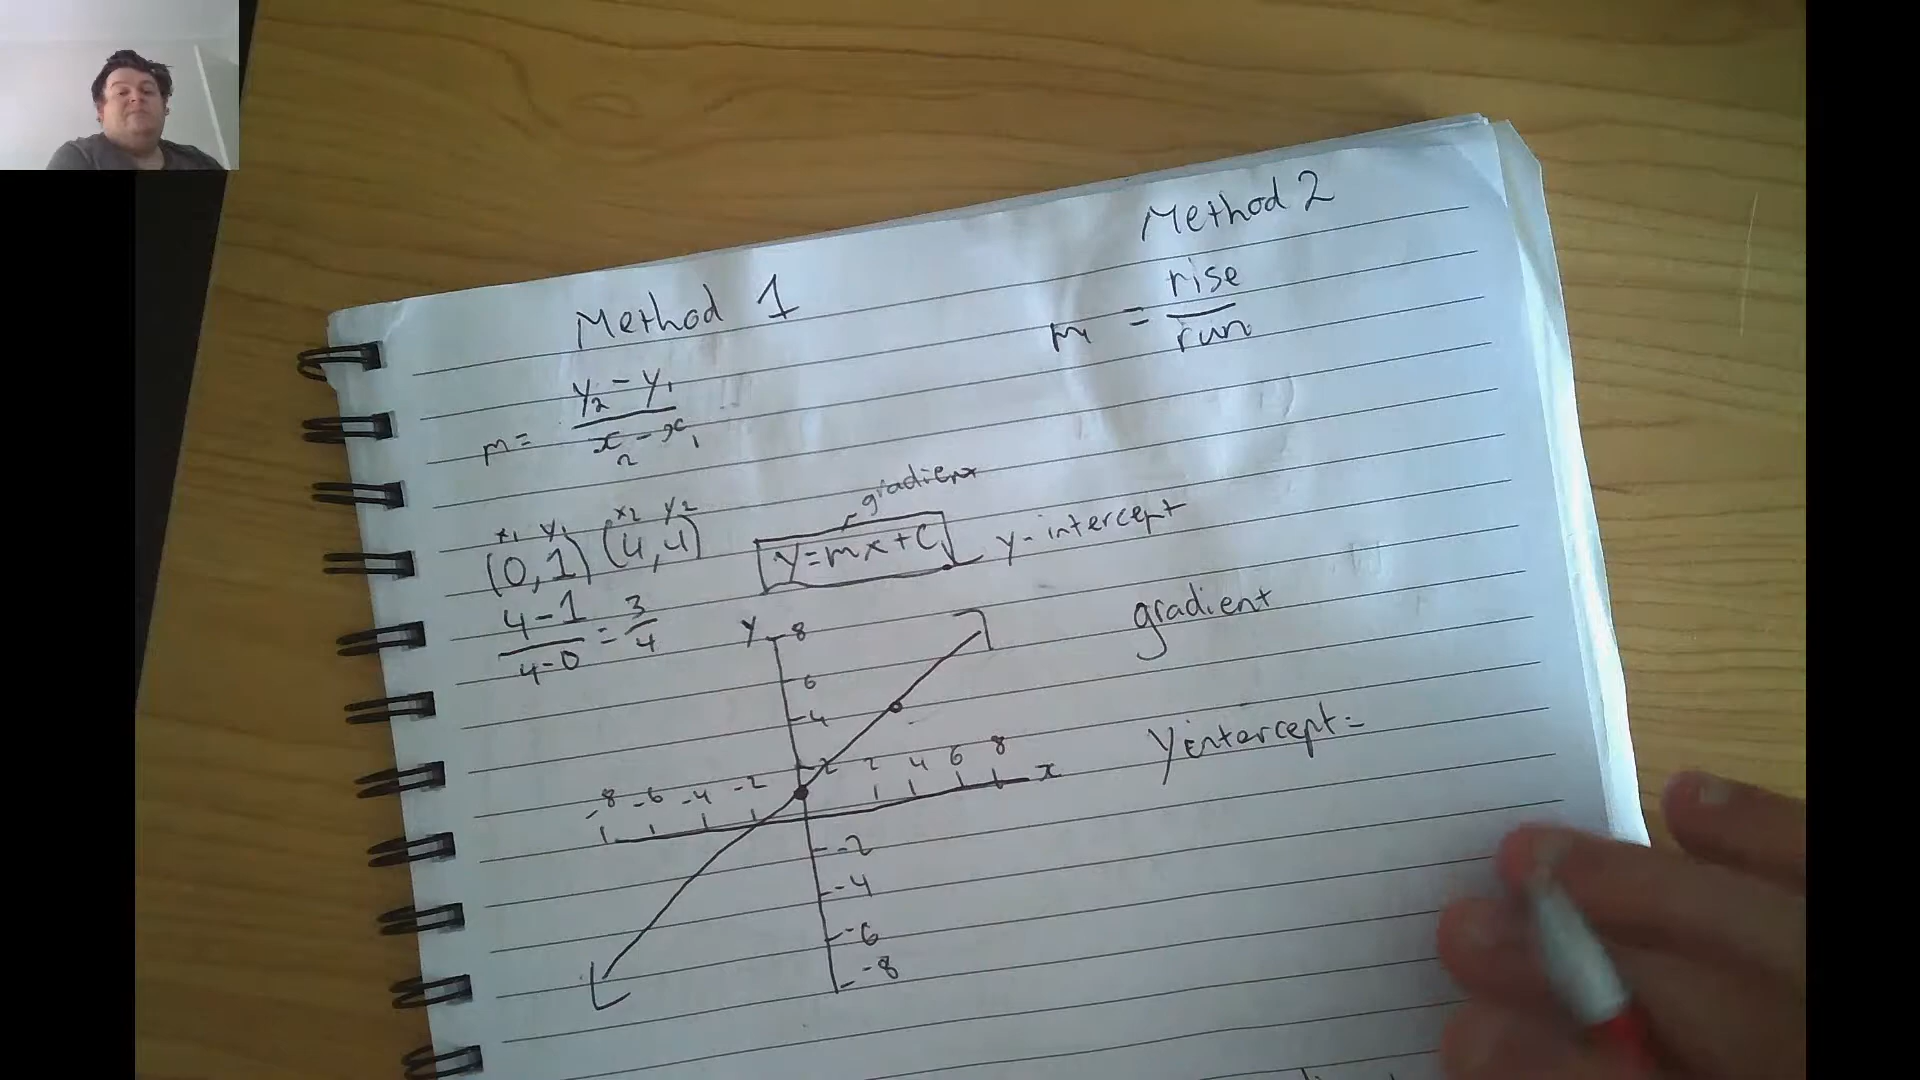 Method 1
m = y₂ - y₁
x₂ - x₁
x₁ y₁ x₂ y₂
(0,1) (4,4)
4-1 = 3
4-0 4
gradient
y=mx+c
y-intercept
Method 2
m = rise
run
gradient
Y intercept =
y
8
6
4
2
-8 -6 -4 -2 2 4 6 8 x
-2
-4
-6
-8